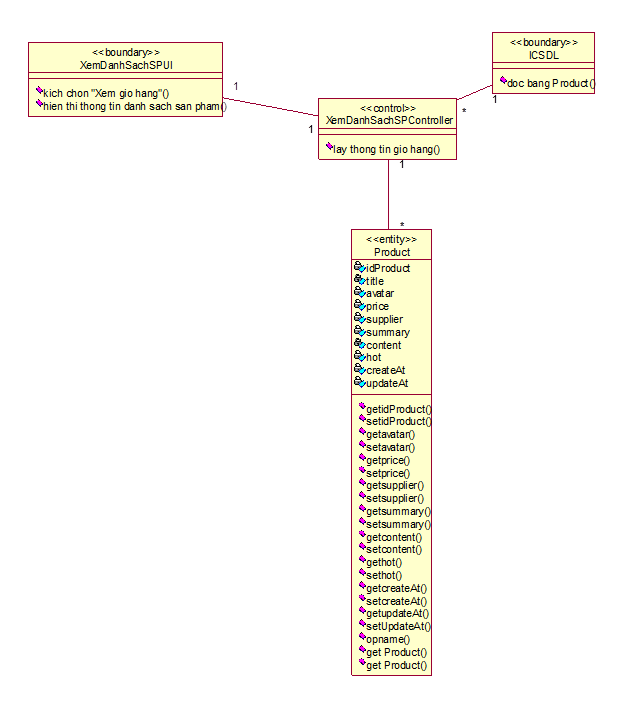 <<boundary>>
XemDanhSachSPUI
kich chon "Xem gio hang"()
hien thi thong tin danh sach san pham()
1
1
<<control>>
XemDanhSachSPController
lay thong tin gio hang()
<<boundary>>
ICSDL
doc bang Product()
1
*
1
*
<<entity>>
Product
idProduct
title
avatar
price
supplier
summary
content
hot
createAt
updateAt
getidProduct()
setidProduct()
getavatar()
setavatar()
getprice()
setprice()
getsupplier()
setsupplier()
getsummary()
setsummary()
getcontent()
setcontent()
gethot()
sethot()
getcreateAt()
setcreateAt()
getupdateAt()
setUpdateAt()
opname()
get Product()
get Product()